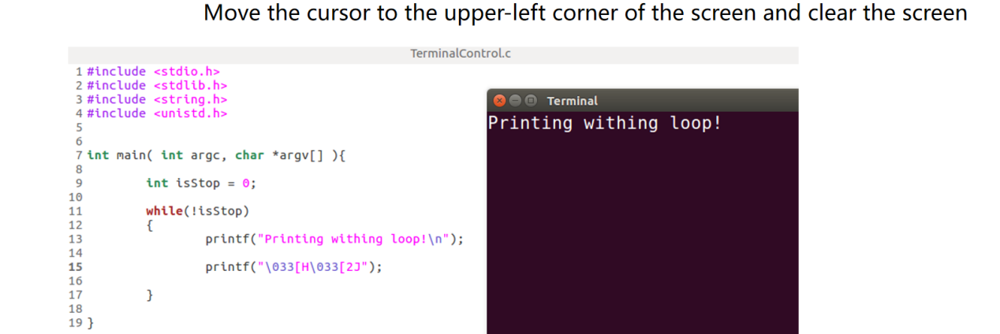 Move the cursor to the upper-left corner of the screen and clear the screen
TerminalControl.c
1 #include <stdio.h>
2 #include <stdlib.h>
3 #include <string.h>
4 #include <unistd.h>
5
6
7 int main( int argc, char *argv[] ){
8
9         int isStop = 0;
10
11         while(!isStop)
12         {
13                 printf("Printing withing loop!\n");
14
15                 printf("\033[H\033[2J");
16
17         }
18
19 }
Terminal
Printing withing loop!